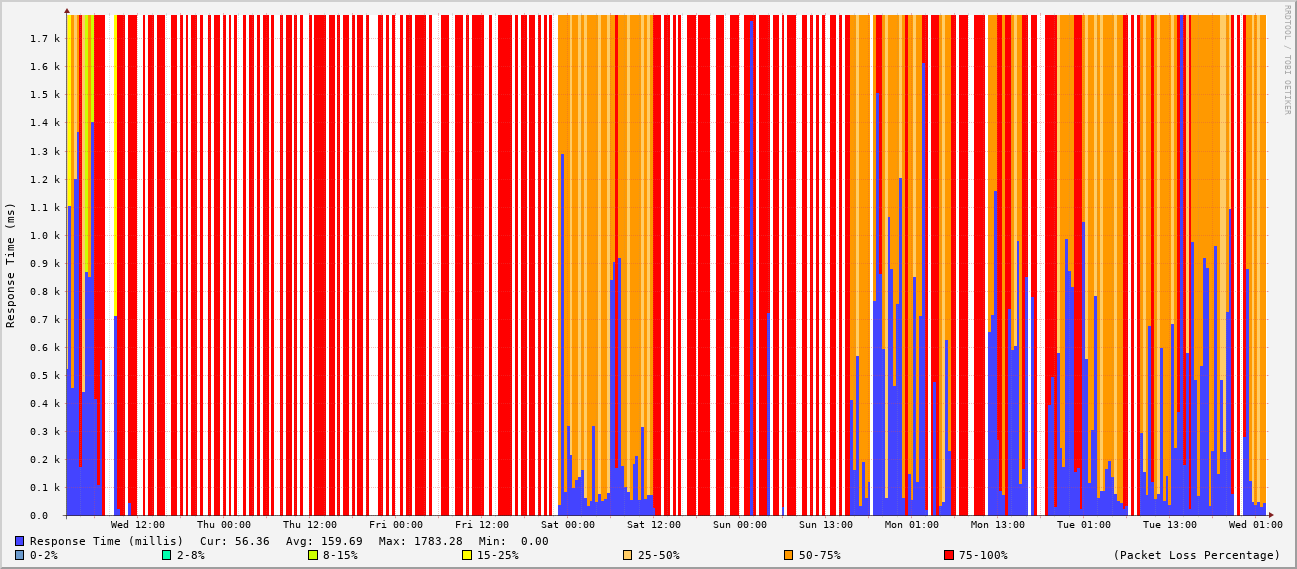 RRDTOOL / TOBI OETIKER
Response Time (ms)
1.7 k
1.6 k
1.5 k
1.4 k
1.3 k
1.2 k
1.1 k
1.0 k
0.9 k
0.8 k
0.7 k
0.6 k
0.5 k
0.4 k
0.3 k
0.2 k
0.1 k
0.0
Wed 12:00 Thu 00:00 Thu 12:00 Fri 00:00 Fri 12:00 Sat 00:00 Sat 12:00 Sun 00:00 Sun 13:00 Mon 01:00 Mon 13:00 Tue 01:00 Tue 13:00 Wed 01:00
Response Time (millis) Cur: 56.36 Avg: 159.69 Max: 1783.28 Min: 0.00
0-2% 2-8% 8-15% 15-25% 25-50% 50-75% 75-100% (Packet Loss Percentage)